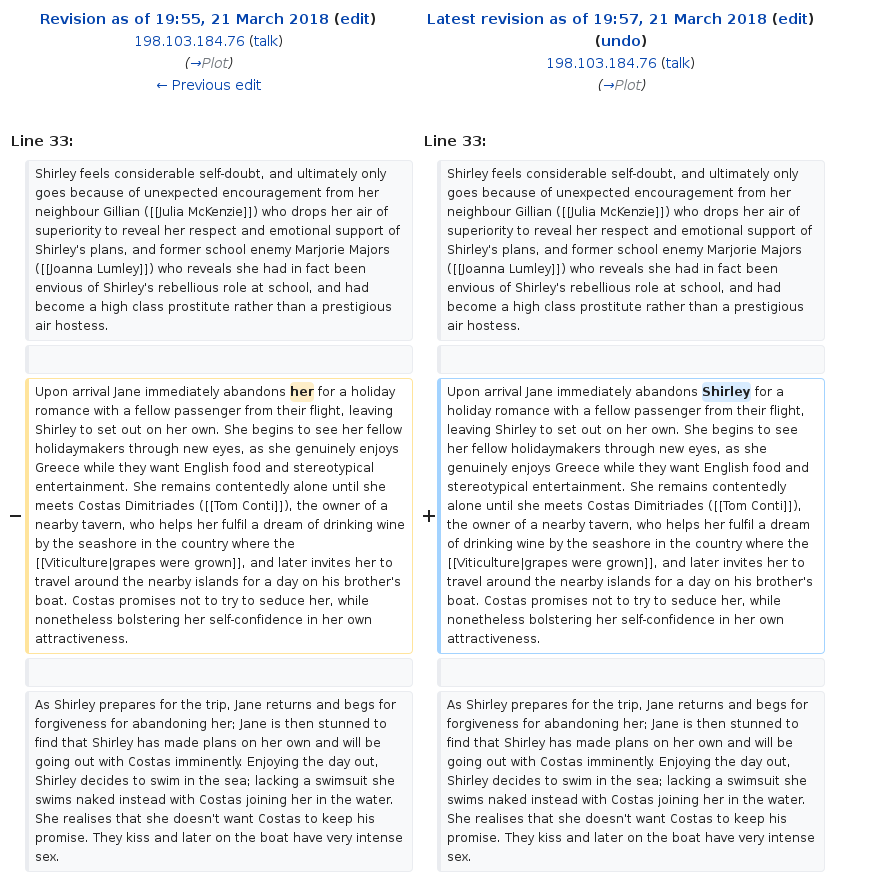 Revision as of 19:55, 21 March 2018 (edit)
198.103.184.76 (talk)
(→Plot)
← Previous edit
Latest revision as of 19:57, 21 March 2018 (edit)
(undo)
198.103.184.76 (talk)
(→Plot)
Line 33:
Line 33:
Shirley feels considerable self-doubt, and ultimately only
goes because of unexpected encouragement from her
neighbour Gillian ([[Julia McKenzie]]) who drops her air of
superiority to reveal her respect and emotional support of
Shirley's plans, and former school enemy Marjorie Majors
([[Joanna Lumley]]) who reveals she had in fact been
envious of Shirley's rebellious role at school, and had
become a high class prostitute rather than a prestigious
air hostess.
Shirley feels considerable self-doubt, and ultimately only
goes because of unexpected encouragement from her
neighbour Gillian ([[Julia McKenzie]]) who drops her air of
superiority to reveal her respect and emotional support of
Shirley's plans, and former school enemy Marjorie Majors
([[Joanna Lumley]]) who reveals she had in fact been
envious of Shirley's rebellious role at school, and had
become a high class prostitute rather than a prestigious
air hostess.
−
Upon arrival Jane immediately abandons her for a holiday
romance with a fellow passenger from their flight, leaving
Shirley to set out on her own. She begins to see her fellow
holidaymakers through new eyes, as she genuinely enjoys
Greece while they want English food and stereotypical
entertainment. She remains contentedly alone until she
meets Costas Dimitriades ([[Tom Conti]]), the owner of a
nearby tavern, who helps her fulfil a dream of drinking wine
by the seashore in the country where the
[[Viticulture|grapes were grown]], and later invites her to
travel around the nearby islands for a day on his brother's
boat. Costas promises not to try to seduce her, while
nonetheless bolstering her self-confidence in her own
attractiveness.
+
Upon arrival Jane immediately abandons Shirley for a
holiday romance with a fellow passenger from their flight,
leaving Shirley to set out on her own. She begins to see
her fellow holidaymakers through new eyes, as she
genuinely enjoys Greece while they want English food and
stereotypical entertainment. She remains contentedly
alone until she meets Costas Dimitriades ([[Tom Conti]]),
the owner of a nearby tavern, who helps her fulfil a dream
of drinking wine by the seashore in the country where the
[[Viticulture|grapes were grown]], and later invites her to
travel around the nearby islands for a day on his brother's
boat. Costas promises not to try to seduce her, while
nonetheless bolstering her self-confidence in her own
attractiveness.
As Shirley prepares for the trip, Jane returns and begs for
forgiveness for abandoning her; Jane is then stunned to
find that Shirley has made plans on her own and will be
going out with Costas imminently. Enjoying the day out,
Shirley decides to swim in the sea; lacking a swimsuit she
swims naked instead with Costas joining her in the water.
She realises that she doesn't want Costas to keep his
promise. They kiss and later on the boat have very intense
sex.
As Shirley prepares for the trip, Jane returns and begs for
forgiveness for abandoning her; Jane is then stunned to
find that Shirley has made plans on her own and will be
going out with Costas imminently. Enjoying the day out,
Shirley decides to swim in the sea; lacking a swimsuit she
swims naked instead with Costas joining her in the water.
She realises that she doesn't want Costas to keep his
promise. They kiss and later on the boat have very intense
sex.